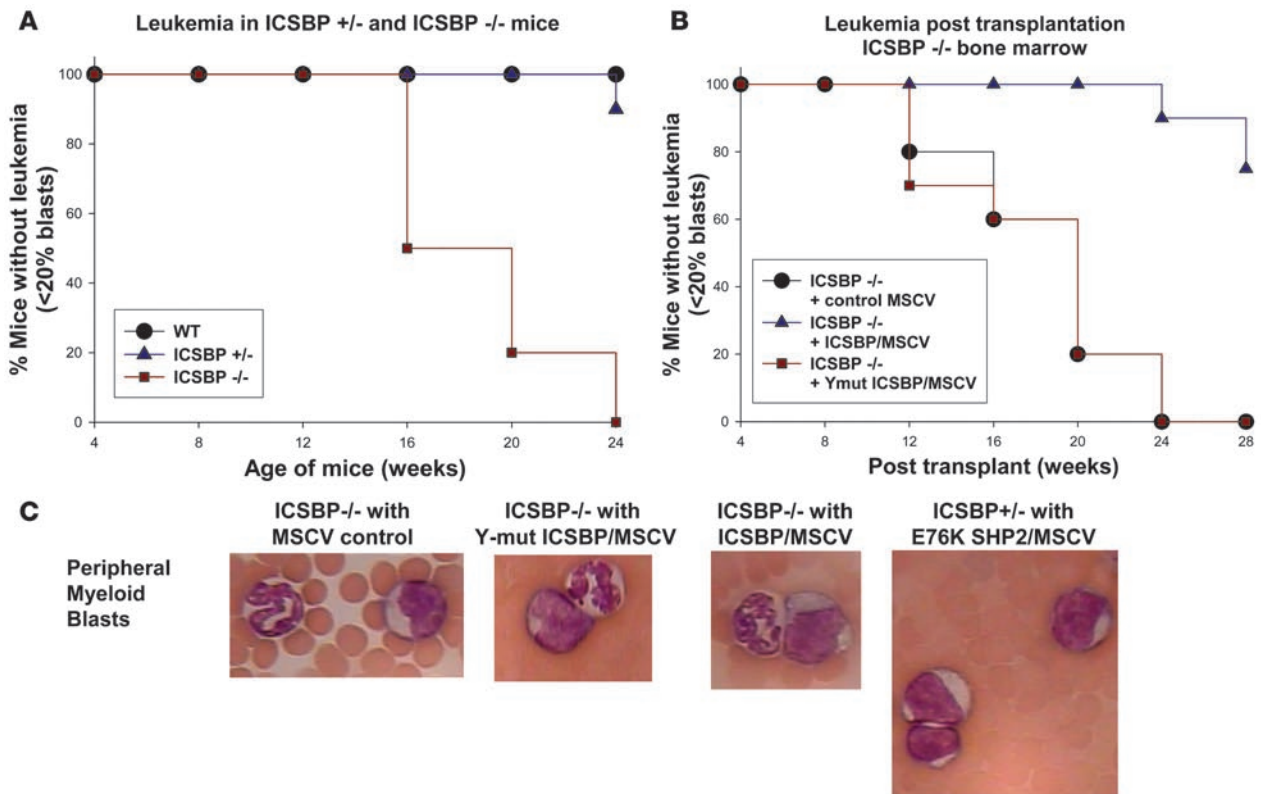 A
Leukemia in ICSBP +/- and ICSBP -/- mice
% Mice without leukemia
(<20% blasts)
100
80
60
40
20
0
4
8
12
16
20
24
Age of mice (weeks)
WT
ICSBP +/-
ICSBP -/-
B
Leukemia post transplantation
ICSBP -/- bone marrow
% Mice without leukemia
(<20% blasts)
100
80
60
40
20
0
4
8
12
16
20
24
28
Post transplant (weeks)
ICSBP -/-
+ control MSCV
ICSBP -/-
+ ICSBP/MSCV
ICSBP -/-
+ Ymut ICSBP/MSCV
C
Peripheral
Myeloid
Blasts
ICSBP-/- with
MSCV control
ICSBP-/- with
Y-mut ICSBP/MSCV
ICSBP-/- with
ICSBP/MSCV
ICSBP+/- with
E76K SHP2/MSCV